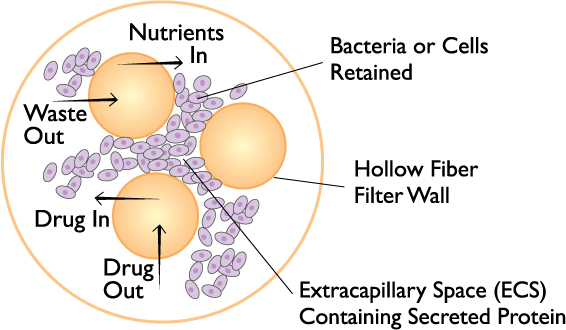 Nutrients
In
Bacteria or Cells
Retained
Waste
Out
Hollow Fiber
Filter Wall
Drug In
Drug
Out
Extracapillary Space (ECS)
Containing Secreted Protein